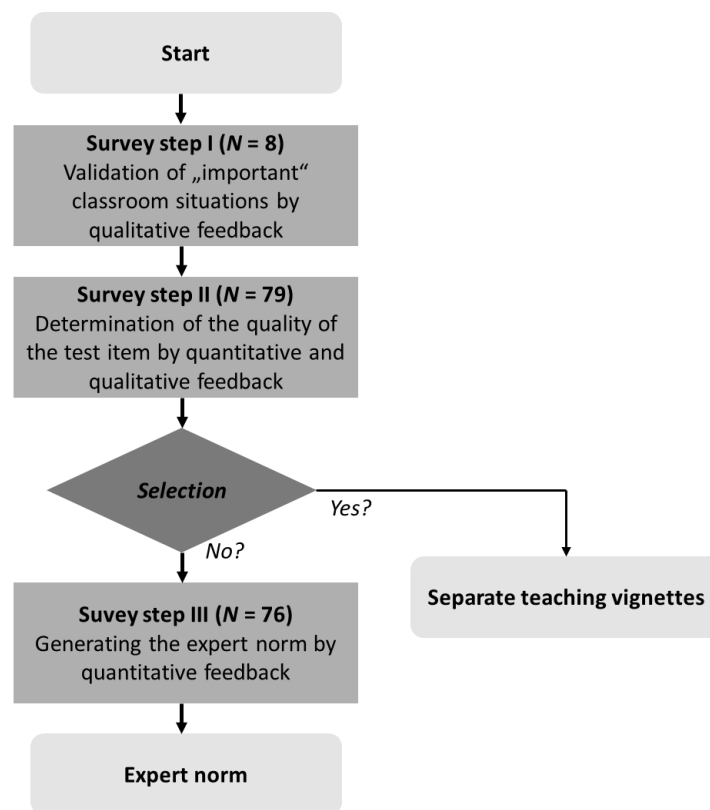 Start
Survey step I (N = 8)
Validation of „important“
classroom situations by
qualitative feedback
Survey step II (N = 79)
Determination of the quality of
the test item by quantitative and
qualitative feedback
Selection
Yes?
No?
Separate teaching vignettes
Suvey step III (N = 76)
Generating the expert norm by
quantitative feedback
Expert norm